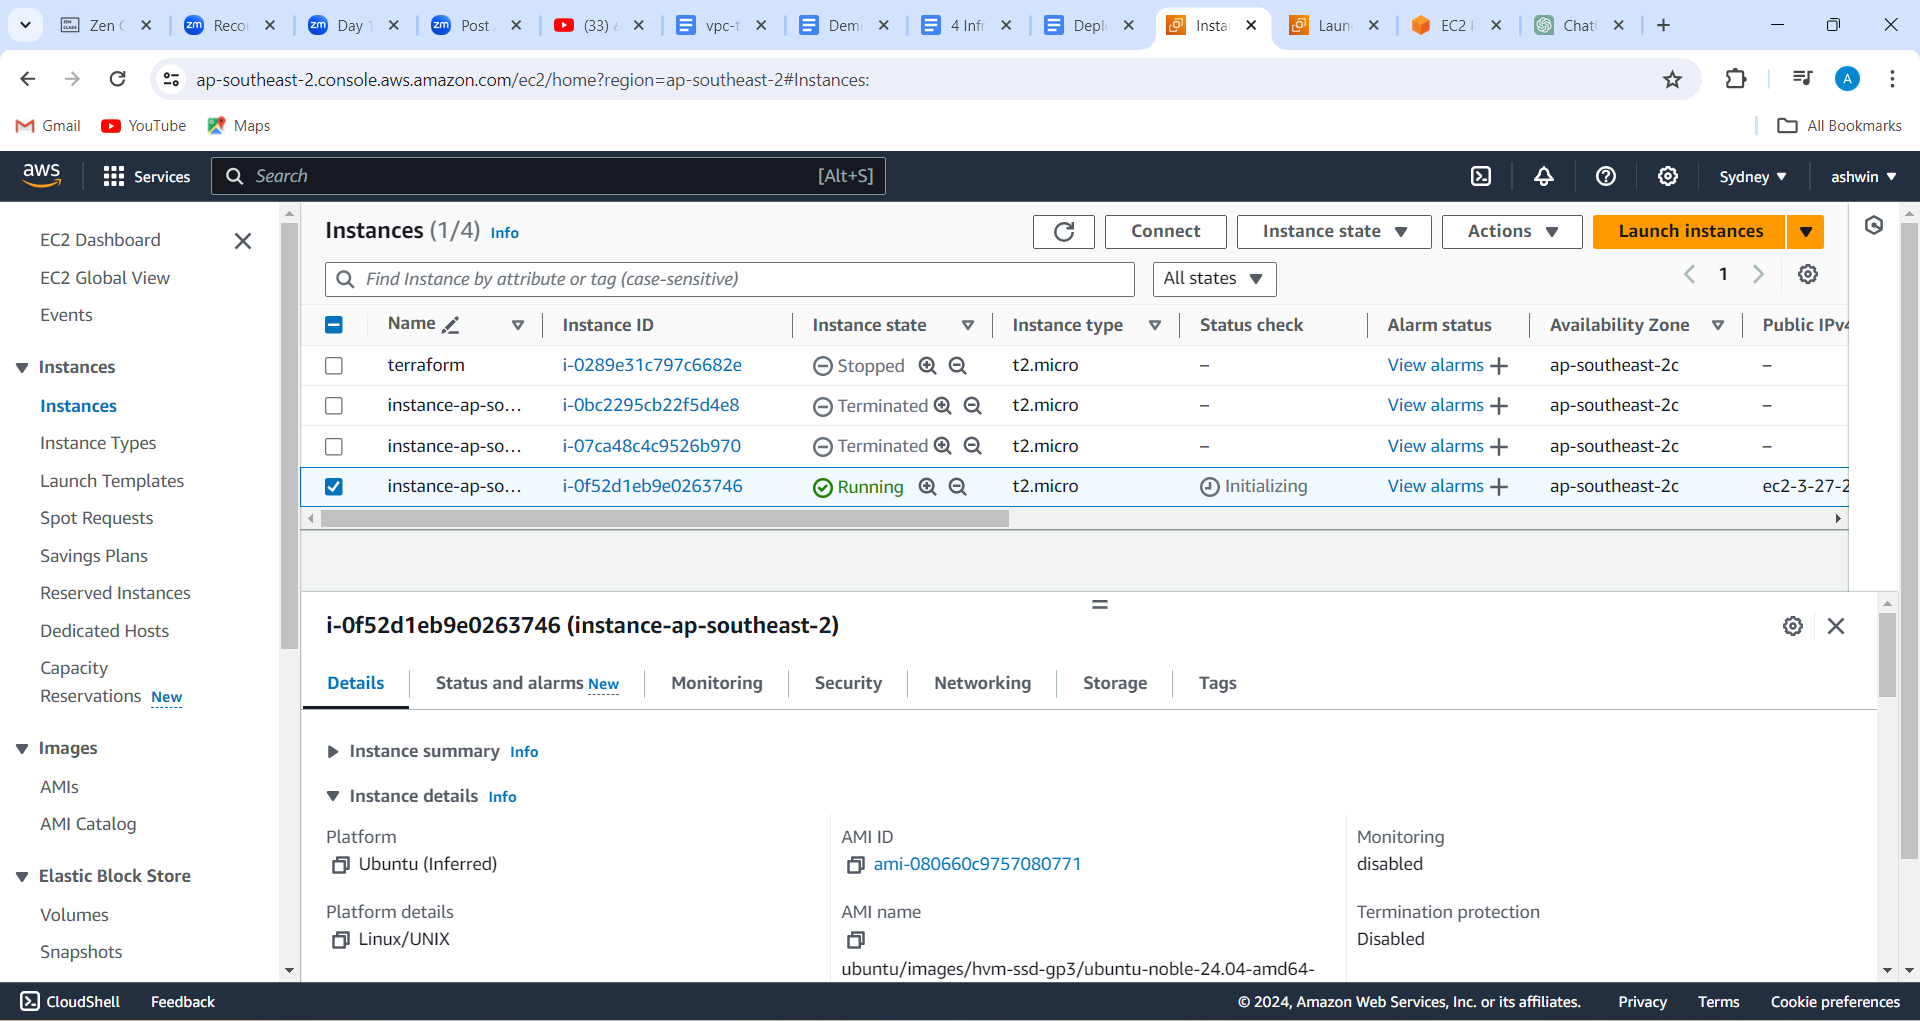 Zen C
zm Recor
zm Day 1
zm Post
(33)
vpc-t
Demo
4 Infr
Deplo
Instan
Laun
EC2 I
Chat
ap-southeast-2.console.aws.amazon.com/ec2/home?region=ap-southeast-2#Instances:
A
Gmail YouTube Maps
All Bookmarks
aws Services Search [Alt+S] Sydney ashwin
EC2 Dashboard
EC2 Global View
Events
Instances
Instances
Instance Types
Launch Templates
Spot Requests
Savings Plans
Reserved Instances
Dedicated Hosts
Capacity
Reservations New
Images
AMIs
AMI Catalog
Elastic Block Store
Volumes
Snapshots
Instances (1/4) Info
Connect Instance state Actions Launch instances
Find Instance by attribute or tag (case-sensitive) All states 1
Name Instance ID Instance state Instance type Status check Alarm status Availability Zone Public IPv4
terraform i-0289e31c797c6682e Stopped t2.micro – View alarms + ap-southeast-2c –
instance-ap-so... i-0bc2295cb22f5d4e8 Terminated t2.micro – View alarms + ap-southeast-2c –
instance-ap-so... i-07ca48c4c9526b970 Terminated t2.micro – View alarms + ap-southeast-2c –
instance-ap-so... i-0f52d1eb9e0263746 Running t2.micro Initializing View alarms + ap-southeast-2c ec2-3-27-2
i-0f52d1eb9e0263746 (instance-ap-southeast-2)
Details Status and alarms New Monitoring Security Networking Storage Tags
Instance summary Info
Instance details Info
Platform
Ubuntu (Inferred)
AMI ID
ami-080660c9757080771
Monitoring
disabled
Platform details
Linux/UNIX
AMI name
ubuntu/images/hvm-ssd-gp3/ubuntu-noble-24.04-amd64-
Termination protection
Disabled
CloudShell Feedback
© 2024, Amazon Web Services, Inc. or its affiliates. Privacy Terms Cookie preferences